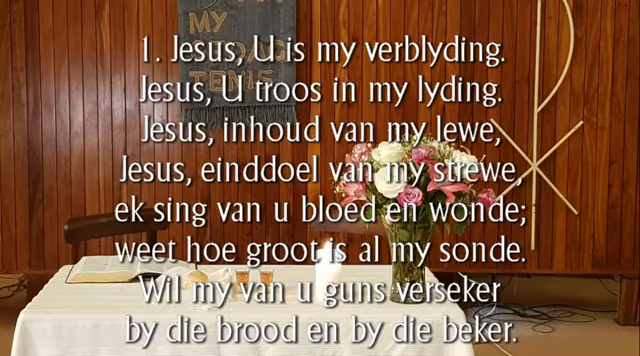 MY
TENIS
1. Jesus, U is my verblyding.
Jesus, U troos in my lyding.
Jesus, inhoud van my lewe,
Jesus, einddoel van my strewe,
ek sing van u bloed en wonde;
weet hoe groot is al my sonde.
Wil my van u guns verseker
by die brood en by die beker.